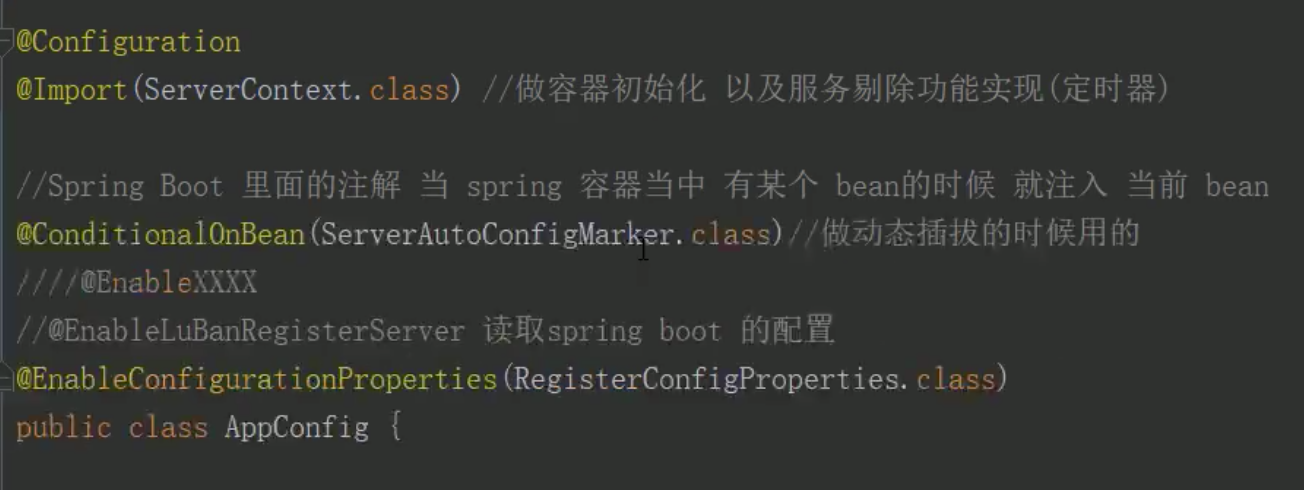 @Configuration
@Import(ServerContext.class) //做容器初始化 以及服务剔除功能实现(定时器)
//Spring Boot 里面的注解 当 spring 容器当中 有某个 bean的时候 就注入 当前 bean
@ConditionalOnBean(ServerAutoConfigMarker.class)//做动态插拔的时候用的
////@EnableXXXX
//@EnableLuBanRegisterServer 读取spring boot 的配置
@EnableConfigurationProperties(RegisterConfigProperties.class)
public class AppConfig {